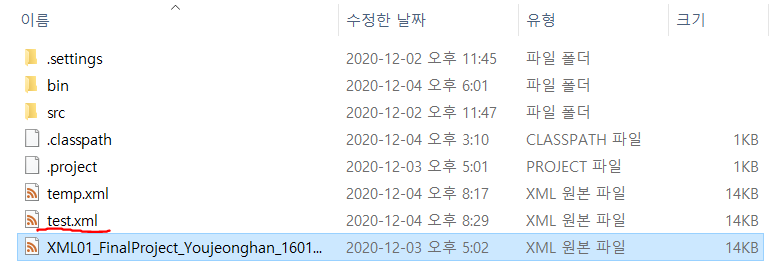 이름 수정한 날짜 유형 크기
.settings 2020-12-02 오후 11:45 파일 폴더
bin 2020-12-04 오후 6:01 파일 폴더
src 2020-12-02 오후 11:47 파일 폴더
.classpath 2020-12-04 오후 3:10 CLASSPATH 파일 1KB
.project 2020-12-03 오후 5:01 PROJECT 파일 1KB
temp.xml 2020-12-04 오후 8:17 XML 원본 파일 14KB
test.xml 2020-12-04 오후 8:29 XML 원본 파일 14KB
XML01_FinalProject_Youjeonghan_1601... 2020-12-03 오후 5:02 XML 원본 파일 14KB